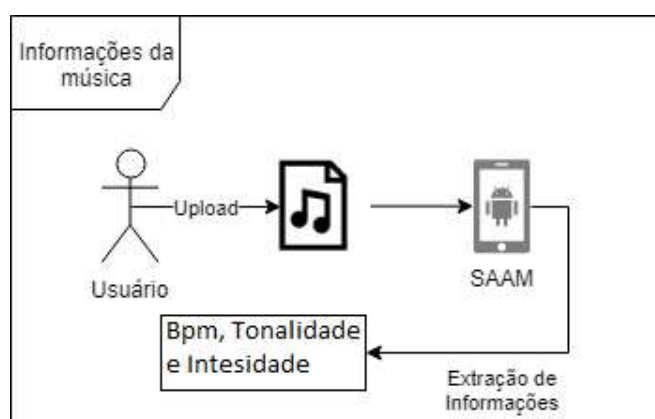 Informações da
música
Upload
Usuário
SAAM
Bpm, Tonalidade
e Intesidade
Extração de
Informações